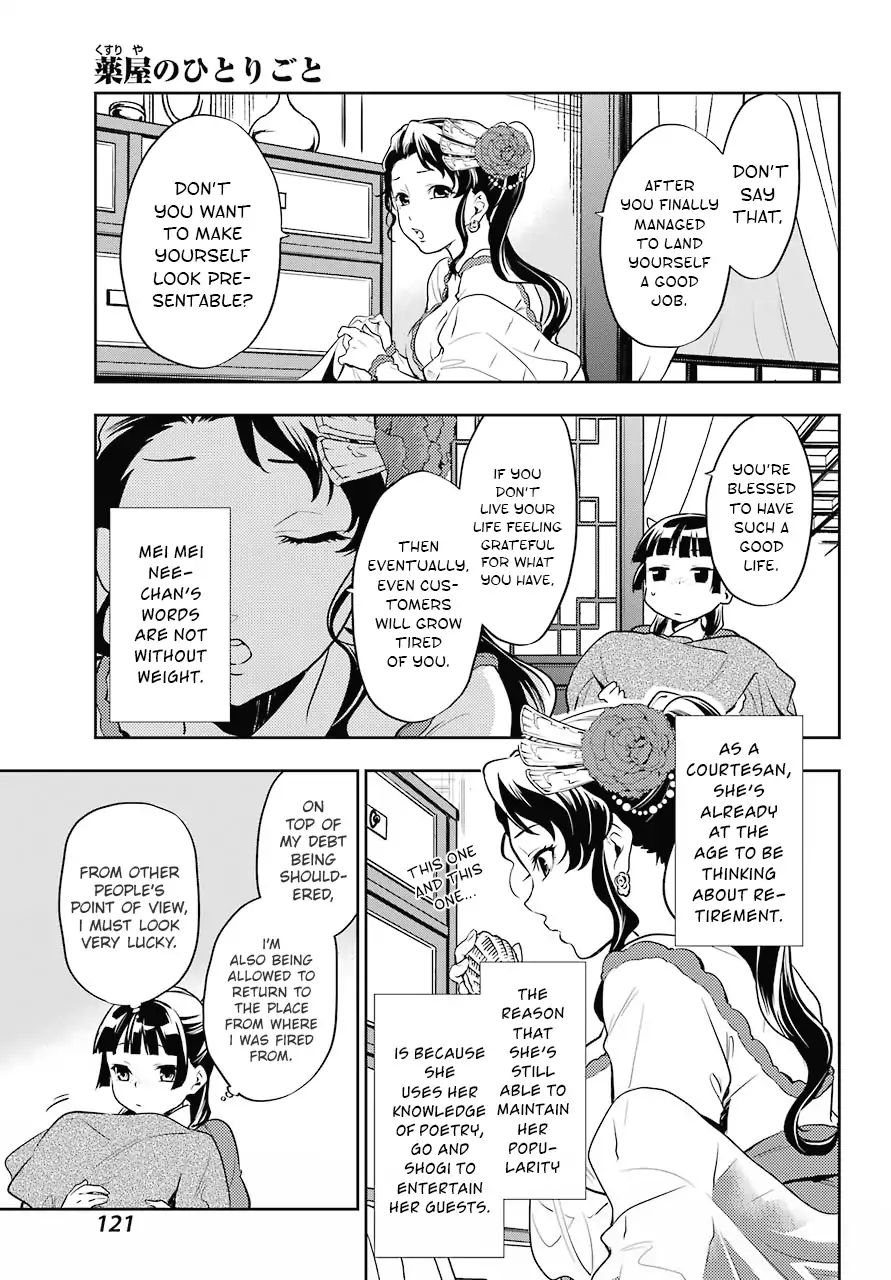 くすり や
薬屋のひとりごと
DON'T
SAY
THAT,
AFTER
YOU FINALLY
MANAGED
TO LAND
YOURSELF
A GOOD
JOB.
DON'T
YOU WANT
TO MAKE
YOURSELF
LOOK PRE-
SENTABLE?
YOU'RE
BLESSED
TO HAVE
SUCH A
GOOD
LIFE.
IF YOU
DON'T
LIVE YOUR
LIFE FEELING
GRATEFUL
FOR WHAT
YOU HAVE,
THEN
EVENTUALLY,
EVEN CUS-
TOMERS
WILL GROW
TIRED
OF YOU.
MEI MEI
NEE-
CHAN'S
WORDS
ARE NOT
WITHOUT
WEIGHT.
AS A
COURTESAN,
SHE'S
ALREADY
AT THE
AGE TO BE
THINKING
ABOUT RE-
TIREMENT.
THIS ONE
AND THIS
ONE...
THE
REASON
THAT
SHE'S
STILL
ABLE TO
MAINTAIN
HER
POPU-
LARITY
IS BECAUSE
SHE
USES HER
KNOWLEDGE
OF POETRY,
GO AND
SHOGI TO
ENTERTAIN
HER GUESTS.
ON
TOP OF
MY DEBT
BEING
SHOULD-
ERED,
I'M
ALSO BEING
ALLOWED TO
RETURN TO
THE PLACE
FROM WHERE
I WAS FIRED
FROM.
FROM OTHER
PEOPLE'S
POINT OF VIEW,
I MUST LOOK
VERY LUCKY.
121